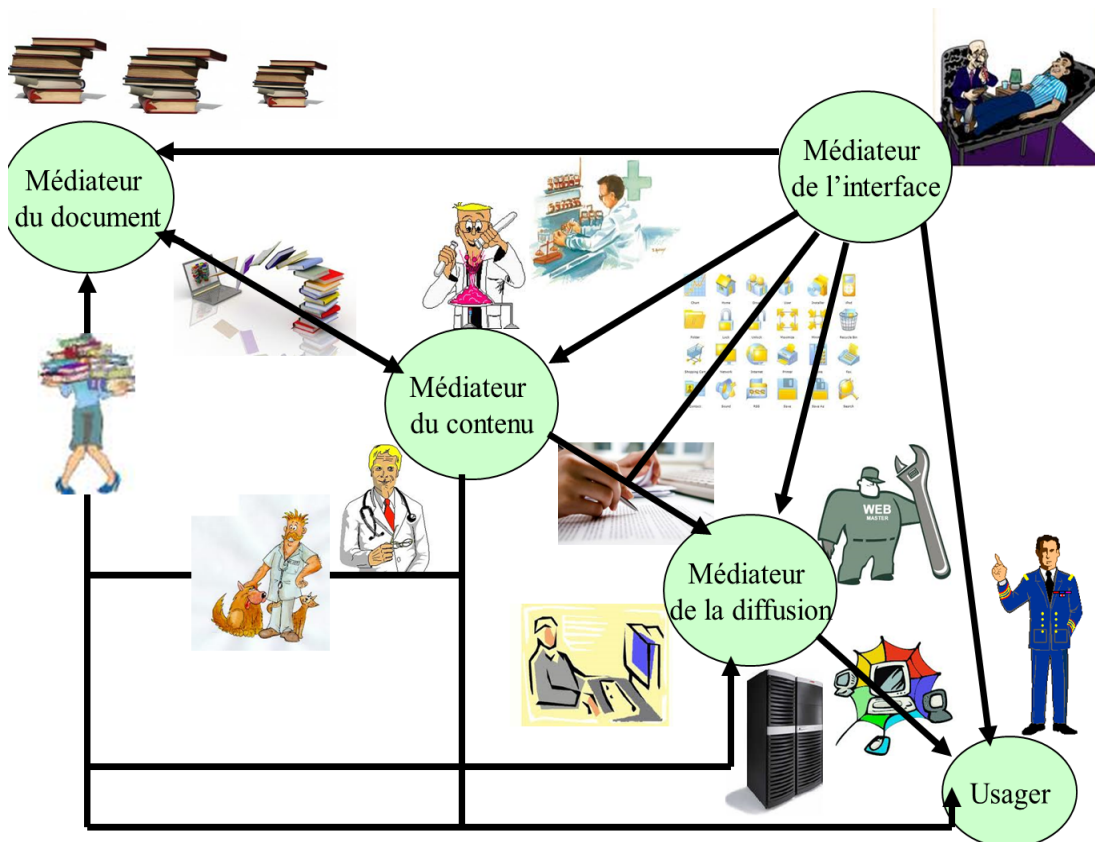 Médiateur
du document
Médiateur
de l’interface
Médiateur
du contenu
WEB
MASTER
Médiateur
de la diffusion
Usager